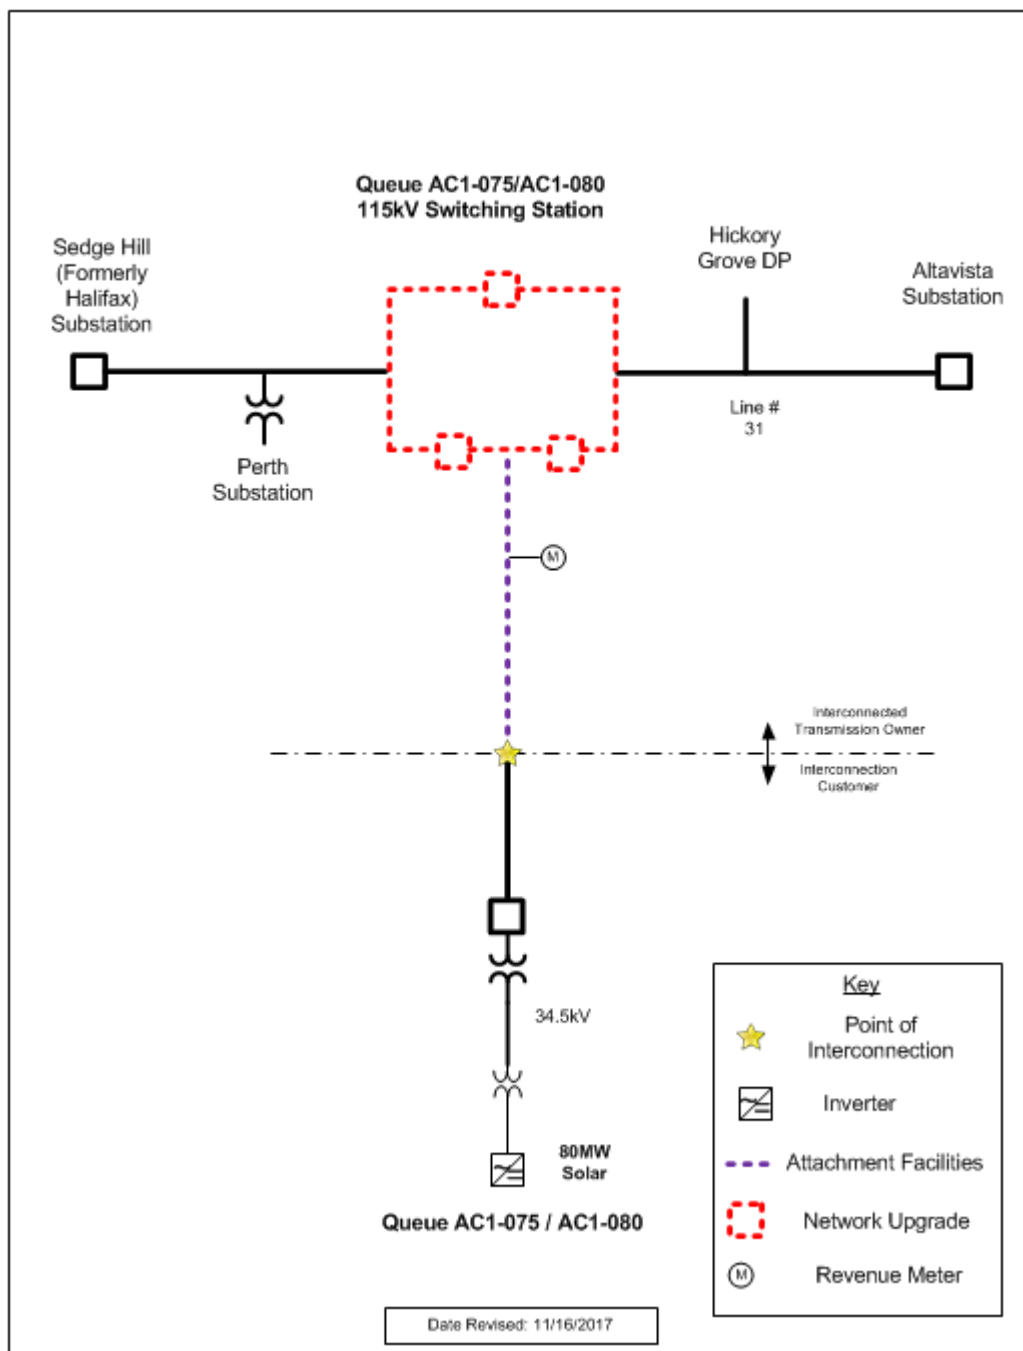 Queue AC1-075/AC1-080
115kV Switching Station
Sedge Hill
(Formerly
Halifax)
Substation
Hickory
Grove DP
Altavista
Substation
Line #
31
Perth
Substation
M
Interconnected
Transmission Owner
Interconnection
Customer
34.5kV
80MW
Solar
Queue AC1-075 / AC1-080
Key
Point of
Interconnection
Inverter
Attachment Facilities
Network Upgrade
M
Revenue Meter
Date Revised: 11/16/2017